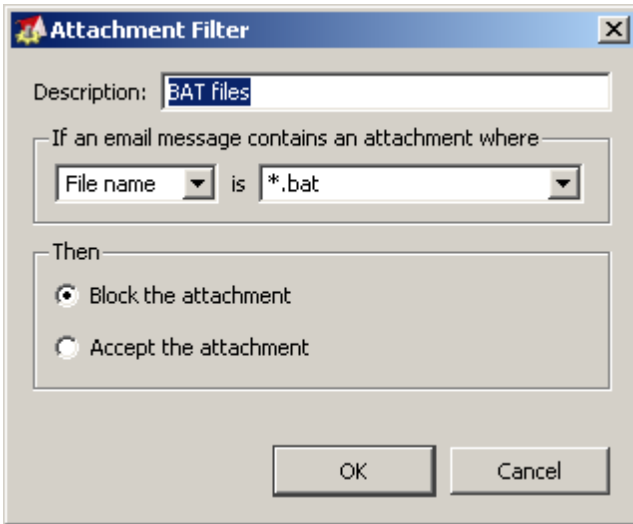 Attachment Filter
Description: BAT files
If an email message contains an attachment where
File name is *.bat
Then
Block the attachment
Accept the attachment
OK Cancel